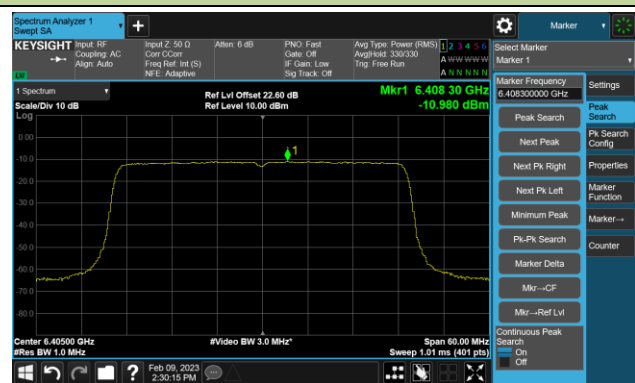 Spectrum Analyzer 1
Swept SA
Marker
KEYSIGHT
Input: RF
Coupling: AC
Align: Auto
Input Z: 50 Ω
Corr CCorr
Freq Ref: Int (S)
NFE: Adaptive
Atten: 6 dB
PNO: Fast
Gate: Off
IF Gain: Low
Sig Track: Off
Avg Type: Power (RMS)
Avg|Hold: 330/330
Trig: Free Run
1 2 3 4 5 6
A W W W W W
A N N N N N
LW
Select Marker
Marker 1
1 Spectrum
Scale/Div 10 dB
Ref Lvl Offset 22.60 dB
Ref Level 10.00 dBm
Mkr1 6.408 30 GHz
-10.980 dBm
Log
0.00
-10.0
-20.0
-30.0
-40.0
-50.0
-60.0
-70.0
-80.0
1
Center 6.40500 GHz
#Res BW 1.0 MHz
#Video BW 3.0 MHz*
Span 60.00 MHz
Sweep 1.01 ms (401 pts)
Marker Frequency
6.408300000 GHz
Peak Search
Next Peak
Next Pk Right
Next Pk Left
Minimum Peak
Pk-Pk Search
Marker Delta
Mkr→CF
Mkr→Ref Lvl
Continuous Peak
Search
On
Off
Settings
Peak
Search
Pk Search
Config
Properties
Marker
Function
Marker→
Counter
Feb 09, 2023
2:30:15 PM